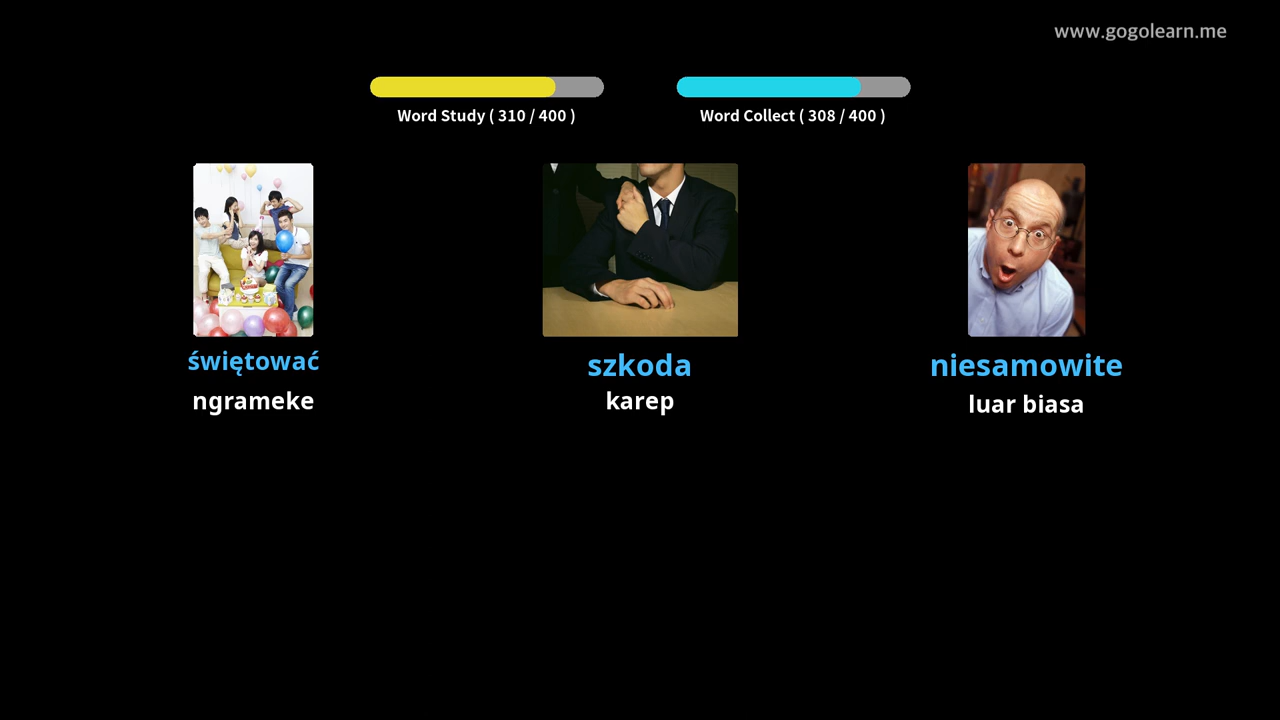 www.gogolearn.me
Word Study ( 310 / 400 )
Word Collect ( 308 / 400 )
świętować
szkoda
niesamowite
ngrameke
karep
luar biasa